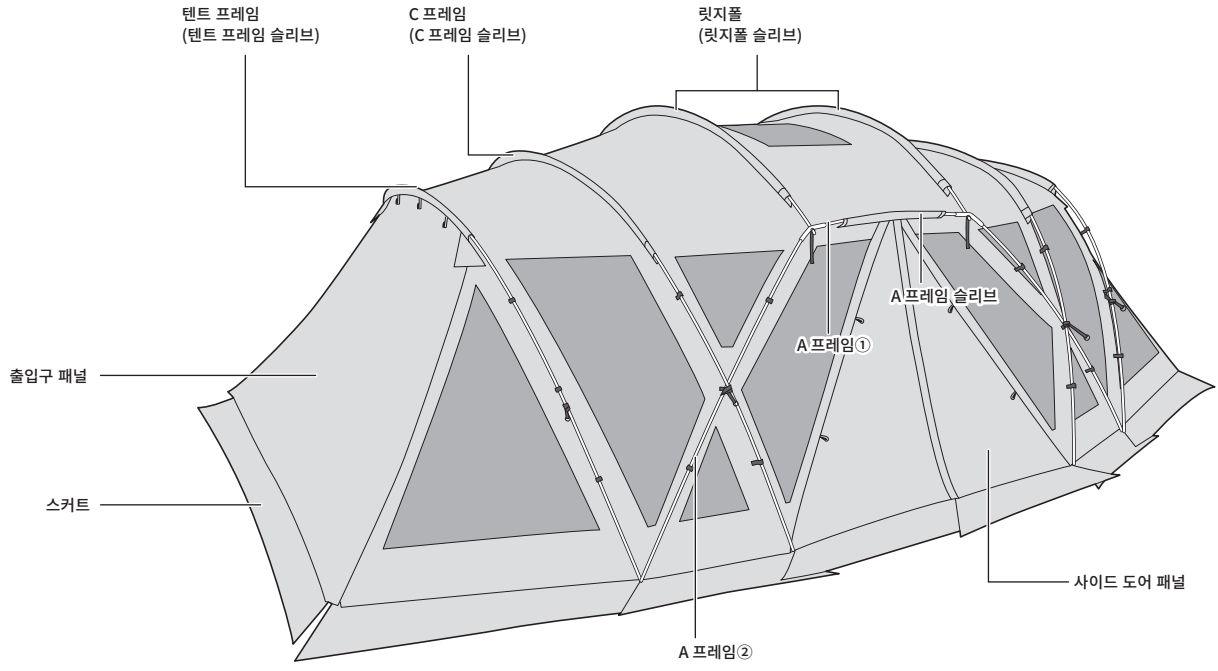 텐트 프레임
(텐트 프레임 슬리브)
C 프레임
(C 프레임 슬리브)
릿지폴
(릿지폴 슬리브)
A 프레임 슬리브
A 프레임①
출입구 패널
스커트
사이드 도어 패널
A 프레임②